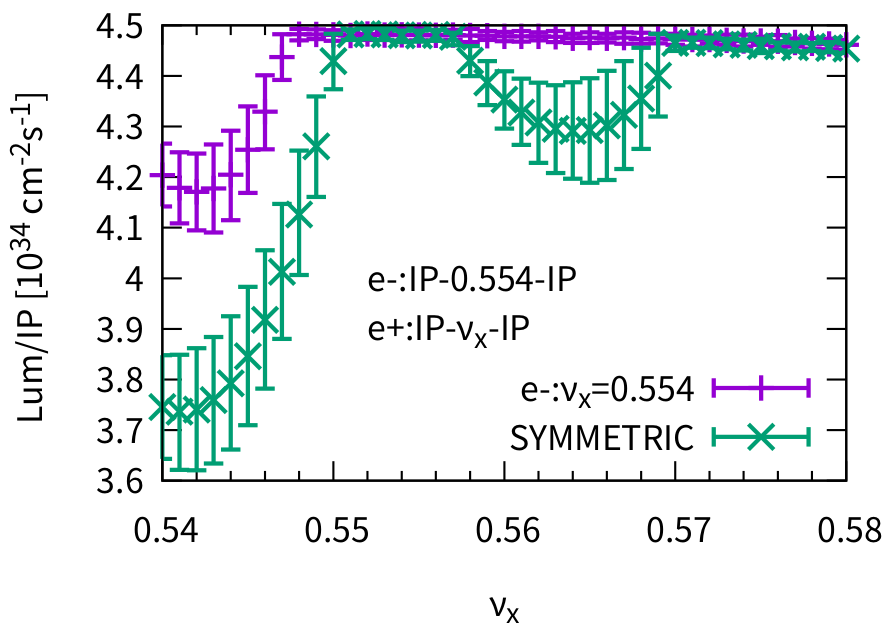 4.5
4.4
4.3
4.2
4.1
4
3.9
3.8
3.7
3.6
Lum/IP [10³⁴ cm⁻²s⁻¹]
e-:IP-0.554-IP
e+:IP-νₓ-IP
e-:νₓ=0.554
SYMMETRIC
0.54 0.55 0.56 0.57 0.58
νₓ